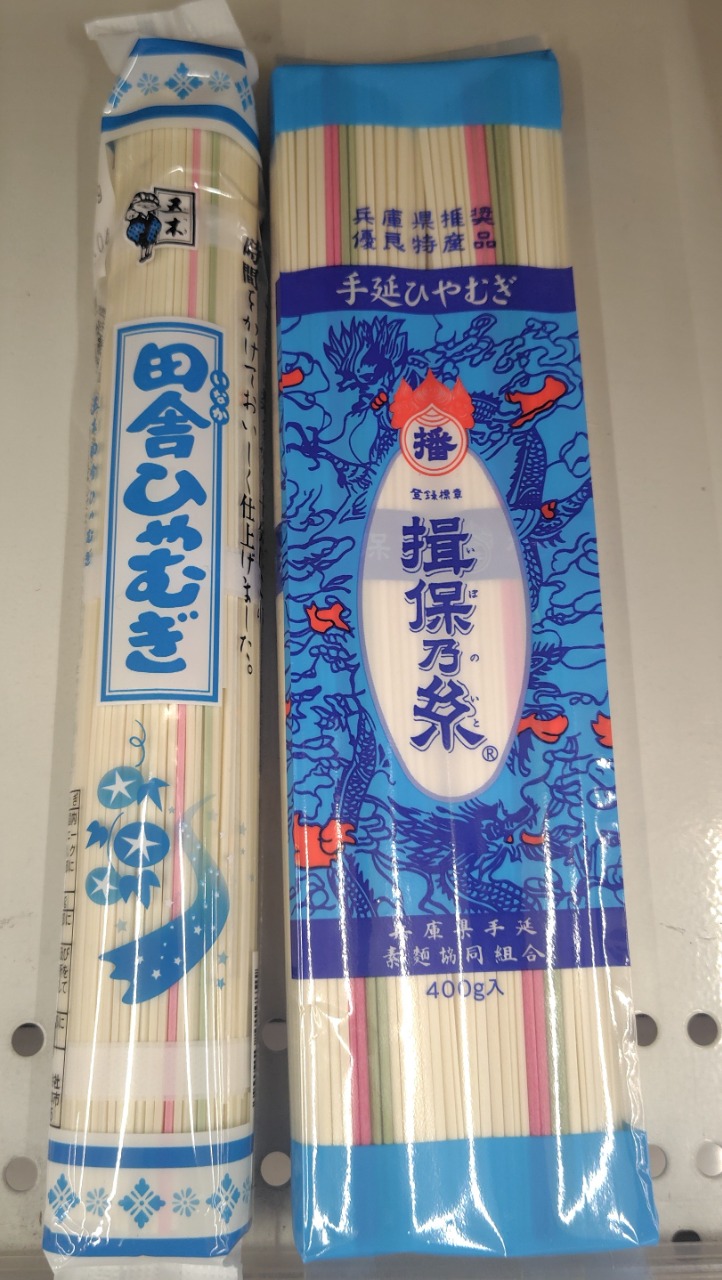 五木
田舎ひやむぎ
いなか
時間をかけておいしく仕上げました。
兵庫県推奨
優良特産品
手延ひやむぎ
播
登録標章
揖保乃糸
いぼのいと
®
兵庫県手延
素麺協同組合
400g入